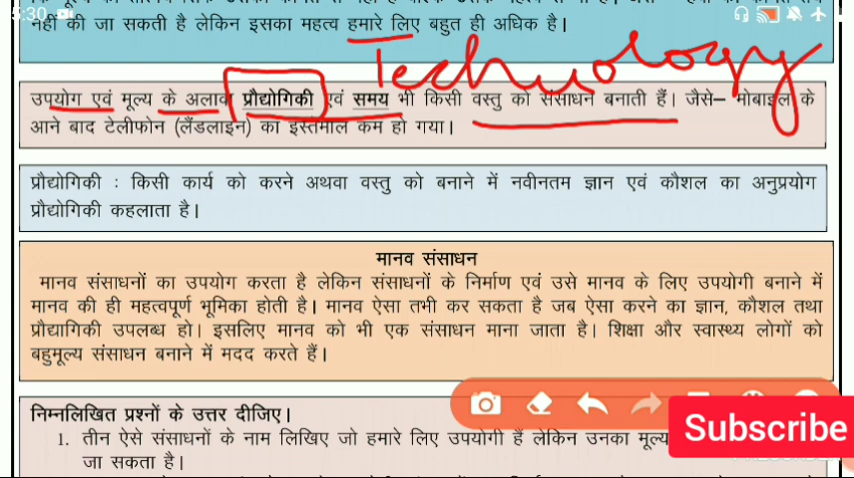 5:30
नहीं की जा सकती है लेकिन इसका महत्व हमारे लिए बहुत ही अधिक है।
Technology
उपयोग एवं मूल्य के अलावा प्रौद्योगिकी एवं समय भी किसी वस्तु को संसाधन बनाती हैं। जैसे– मोबाइल के
आने बाद टेलीफोन (लैंडलाइन) का इस्तेमाल कम हो गया।
प्रौद्योगिकी : किसी कार्य को करने अथवा वस्तु को बनाने में नवीनतम ज्ञान एवं कौशल का अनुप्रयोग
प्रौद्योगिकी कहलाता है।
मानव संसाधन
मानव संसाधनों का उपयोग करता है लेकिन संसाधनों के निर्माण एवं उसे मानव के लिए उपयोगी बनाने में
मानव की ही महत्वपूर्ण भूमिका होती है। मानव ऐसा तभी कर सकता है जब ऐसा करने का ज्ञान, कौशल तथा
प्रौद्यागिकी उपलब्ध हो। इसलिए मानव को भी एक संसाधन माना जाता है। शिक्षा और स्वास्थ्य लोगों को
बहुमूल्य संसाधन बनाने में मदद करते हैं।
निम्नलिखित प्रश्नों के उत्तर दीजिए।
1. तीन ऐसे संसाधनों के नाम लिखिए जो हमारे लिए उपयोगी हैं लेकिन उनका मूल्य
जा सकता है।
Subscribe